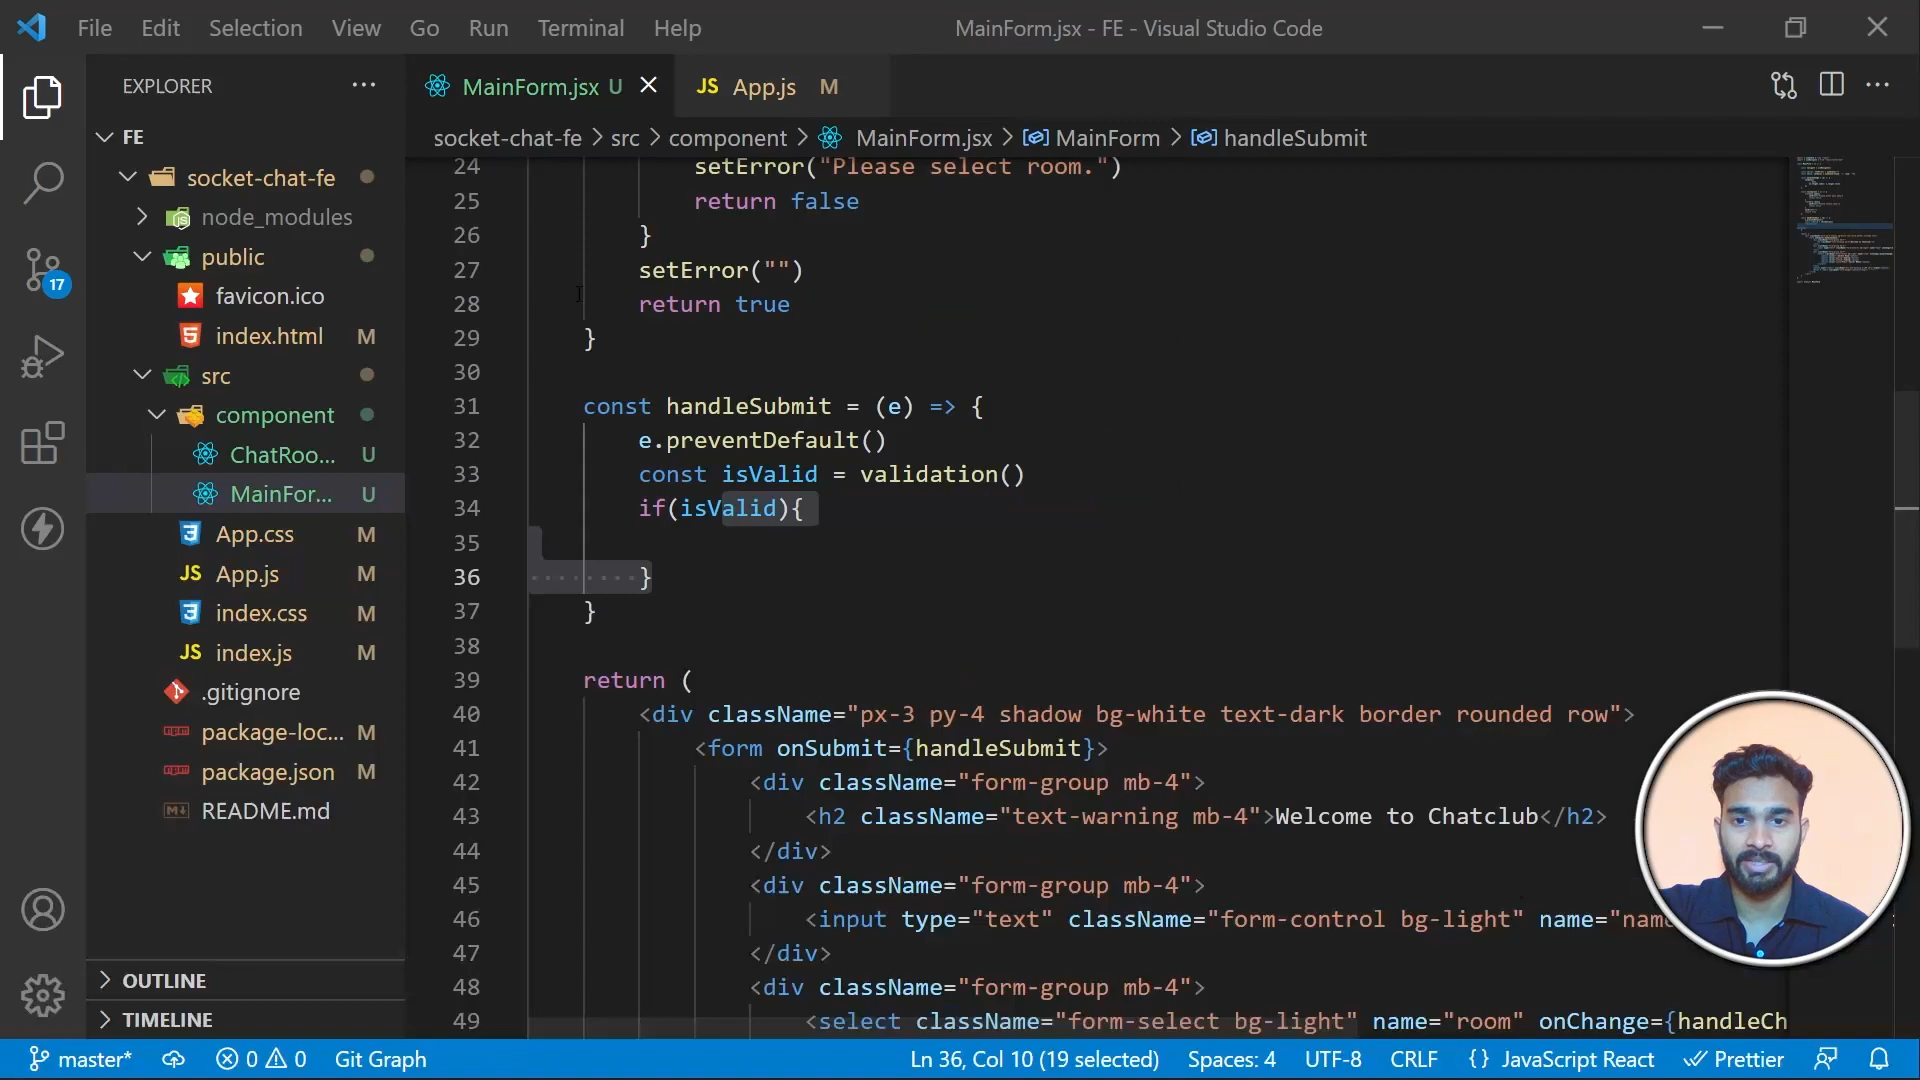 File Edit Selection View Go Run Terminal Help
MainForm.jsx - FE - Visual Studio Code
EXPLORER
MainForm.jsx U
JS App.js M
FE
socket-chat-fe > src > component > MainForm.jsx > MainForm > handleSubmit
socket-chat-fe
node_modules
public
favicon.ico
index.html M
src
component
ChatRoo... U
MainFor... U
App.css M
JS App.js M
index.css M
JS index.js M
.gitignore
package-loc... M
package.json M
README.md
OUTLINE
TIMELINE
17
24 setError("Please select room.")
25 return false
26 }
27 setError("")
28 return true
29 }
30
31 const handleSubmit = (e) => {
32 e.preventDefault()
33 const isValid = validation()
34 if(isValid){
35
36 }
37 }
38
39 return (
40 <div className="px-3 py-4 shadow bg-white text-dark border rounded row">
41 <form onSubmit={handleSubmit}>
42 <div className="form-group mb-4">
43 <h2 className="text-warning mb-4">Welcome to Chatclub</h2>
44 </div>
45 <div className="form-group mb-4">
46 <input type="text" className="form-control bg-light" name="name
47 </div>
48 <div className="form-group mb-4">
49 <select className="form-select bg-light" name="room" onChange={handleCh
master* 0 0 Git Graph
Ln 36, Col 10 (19 selected) Spaces: 4 UTF-8 CRLF {} JavaScript React Prettier